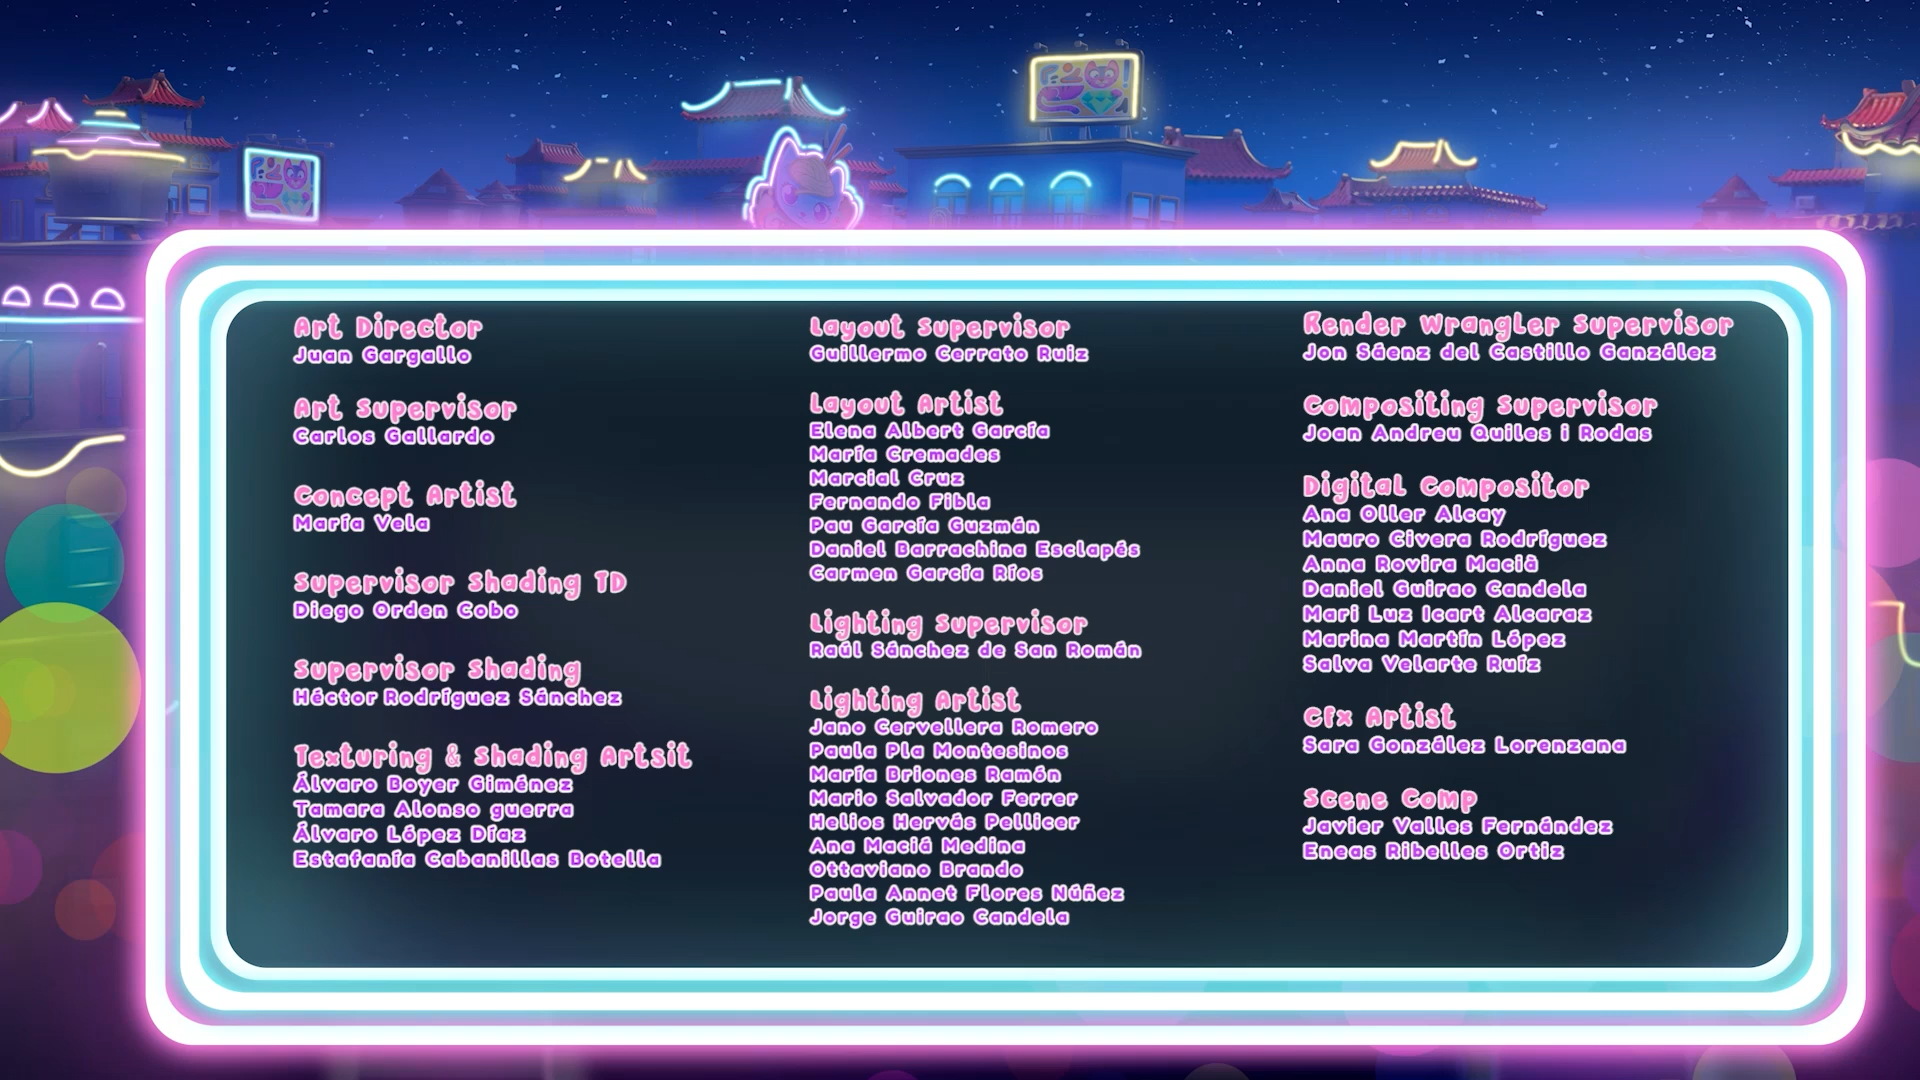 Art Director
Juan Gargallo
Art Supervisor
Carlos Gallardo
Concept Artist
María Vela
Supervisor Shading TD
Diego Orden Cobo
Supervisor Shading
Héctor Rodríguez Sánchez
Texturing & Shading Artsit
Álvaro Boyer Giménez
Tamara Alonso guerra
Álvaro López Díaz
Estafanía Cabanillas Botella
Layout Supervisor
Guillermo Cerrato Ruiz
Layout Artist
Elena Albert García
María Cremades
Marcial Cruz
Fernando Fibla
Pau García Guzmán
Daniel Barrachina Esclapés
Carmen García Ríos
Lighting Supervisor
Raúl Sánchez de San Román
Lighting Artist
Jano Cervellera Romero
Paula Pla Montesinos
María Briones Ramón
Mario Salvador Ferrer
Helios Hervás Pellicer
Ana Maciá Medina
Ottaviano Brando
Paula Annet Flores Núñez
Jorge Guirao Candela
Render Wrangler Supervisor
Jon Sáenz del Castillo Ganzález
Compositing Supervisor
Joan Andreu Quiles i Rodas
Digital Compositor
Ana Oller Alcay
Mauro Civera Rodríguez
Anna Rovira Macià
Daniel Guirao Candela
Mari Luz Icart Alcaraz
Marina Martín López
Salva Velarte Ruíz
Cfx Artist
Sara González Lorenzana
Scene Comp
Javier Valles Fernández
Eneas Ribelles Ortiz